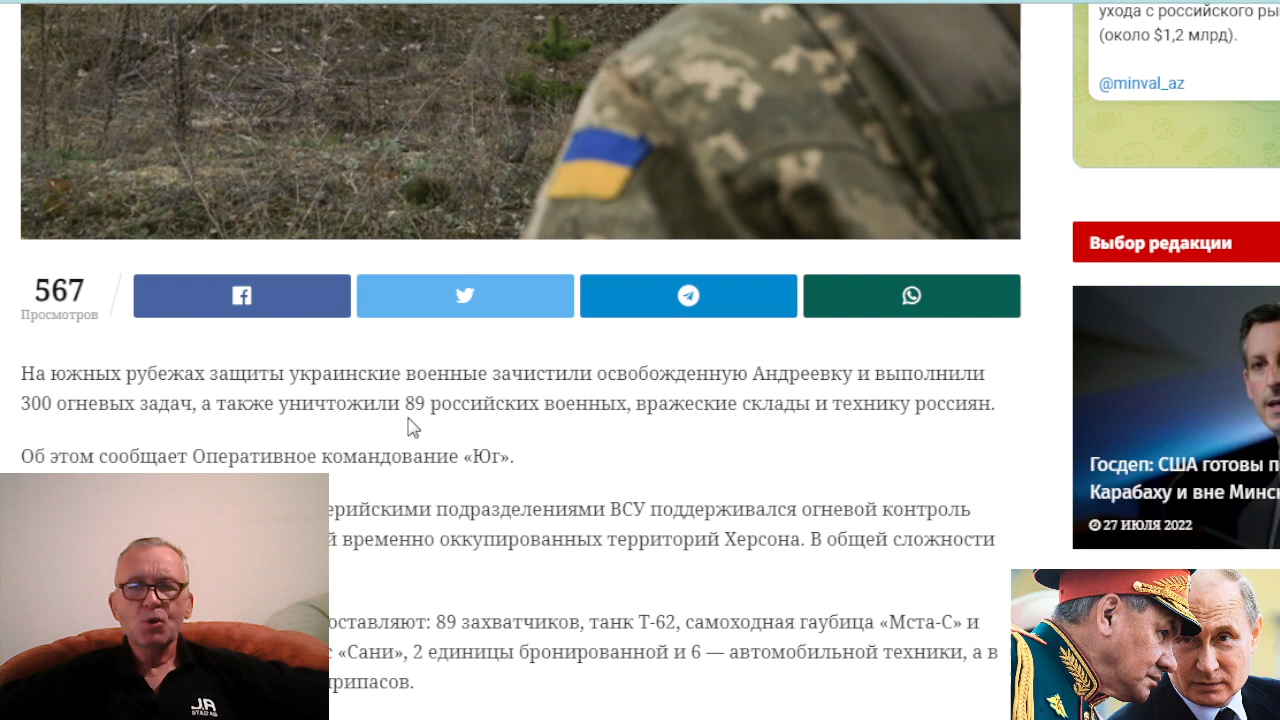 ухода с российского ры
(около $1,2 млрд).
@minval_az
Выбор редакции
567
Просмотров
На южных рубежах защиты украинские военные зачистили освобожденную Андреевку и выполнили
300 огневых задач, а также уничтожили 89 российских военных, вражеские склады и технику россиян.
Об этом сообщает Оперативное командование «Юг».
ерийскими подразделениями ВСУ поддерживался огневой контроль
й временно оккупированных территорий Херсона. В общей сложности
оставляют: 89 захватчиков, танк Т-62, самоходная гаубица «Мста-С» и
с «Сани», 2 единицы бронированной и 6 — автомобильной техники, а в
рипасов.
Госдеп: США готовы п
Карабаху и вне Минс
27 ИЮЛЯ 2022
JA